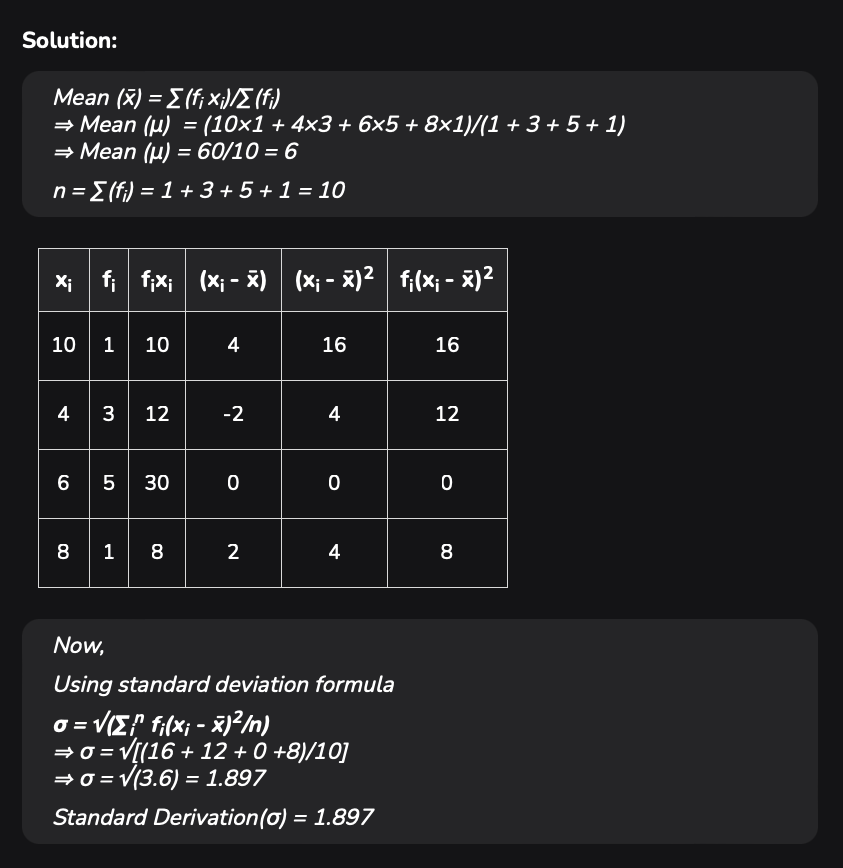 Solution:
Mean (x̄) = ∑(fᵢ xᵢ)/∑(fᵢ)
⇒ Mean (μ) = (10×1 + 4×3 + 6×5 + 8×1)/(1 + 3 + 5 + 1)
⇒ Mean (μ) = 60/10 = 6
n = ∑(fᵢ) = 1 + 3 + 5 + 1 = 10
xᵢ fᵢ fᵢxᵢ (xᵢ - x̄) (xᵢ - x̄)² fᵢ(xᵢ - x̄)²
10 1 10 4 16 16
4 3 12 -2 4 12
6 5 30 0 0 0
8 1 8 2 4 8
Now,
Using standard deviation formula
σ = √(∑ᵢⁿ fᵢ(xᵢ - x̄)²/n)
⇒ σ = √[(16 + 12 + 0 +8)/10]
⇒ σ = √(3.6) = 1.897
Standard Derivation(σ) = 1.897